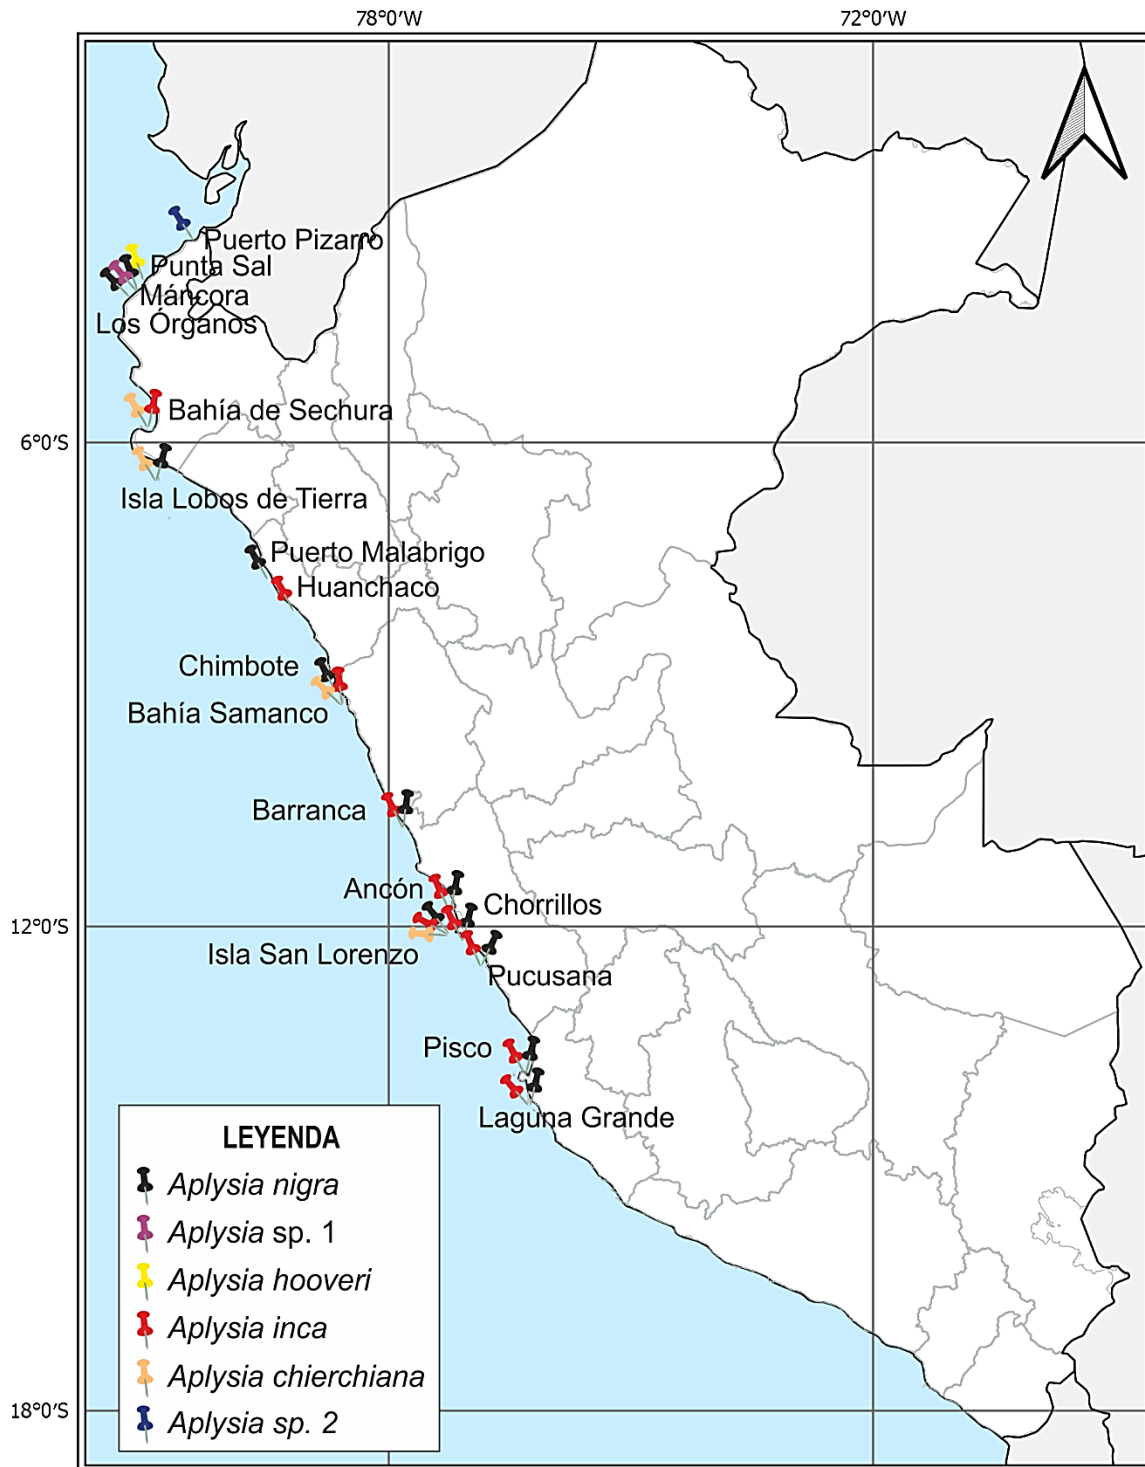 78°0'W
72°0'W
Puerto Pizarro
Punta Sal
Máncora
Los Órganos
Bahía de Sechura
6°0'S
Isla Lobos de Tierra
Puerto Malabrigo
Huanchaco
Chimbote
Bahía Samanco
Barranca
Ancón
Chorrillos
12°0'S
Isla San Lorenzo
Pucusana
Pisco
Laguna Grande
LEYENDA
Aplysia nigra
Aplysia sp. 1
Aplysia hooveri
Aplysia inca
Aplysia chierchiana
Aplysia sp. 2
18°0'S